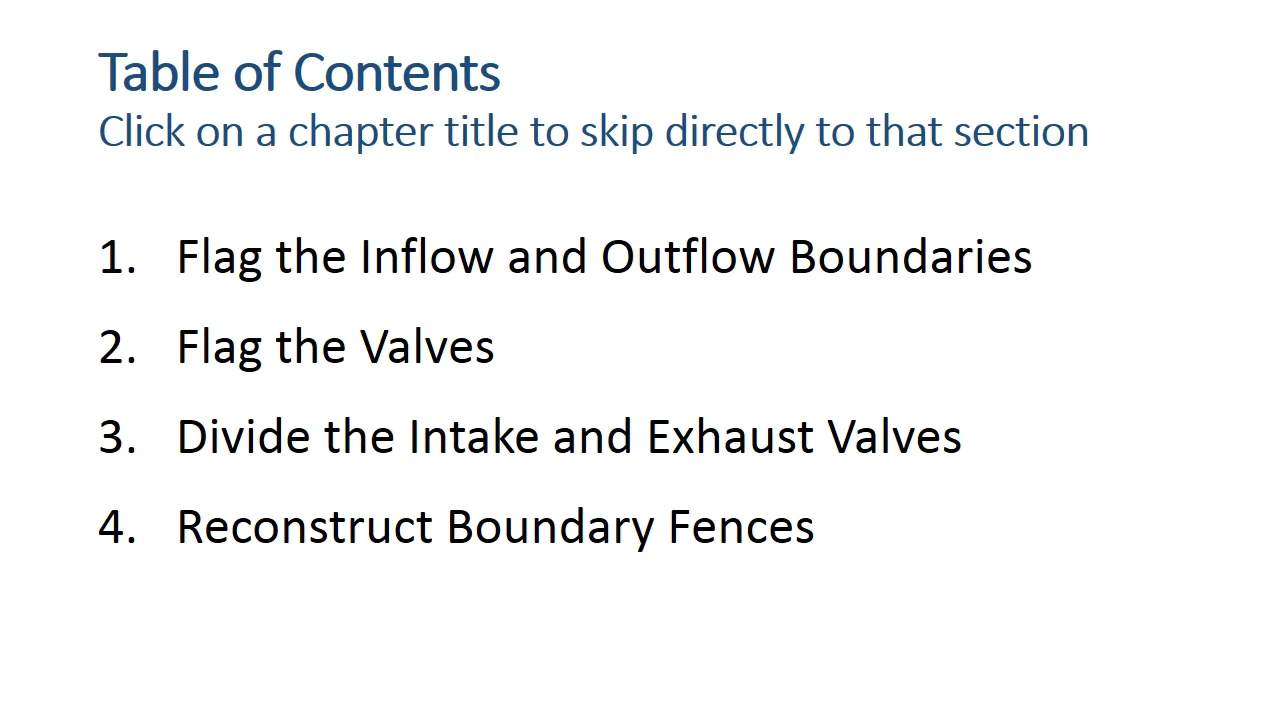 Table of Contents
Click on a chapter title to skip directly to that section
1. Flag the Inflow and Outflow Boundaries
2. Flag the Valves
3. Divide the Intake and Exhaust Valves
4. Reconstruct Boundary Fences